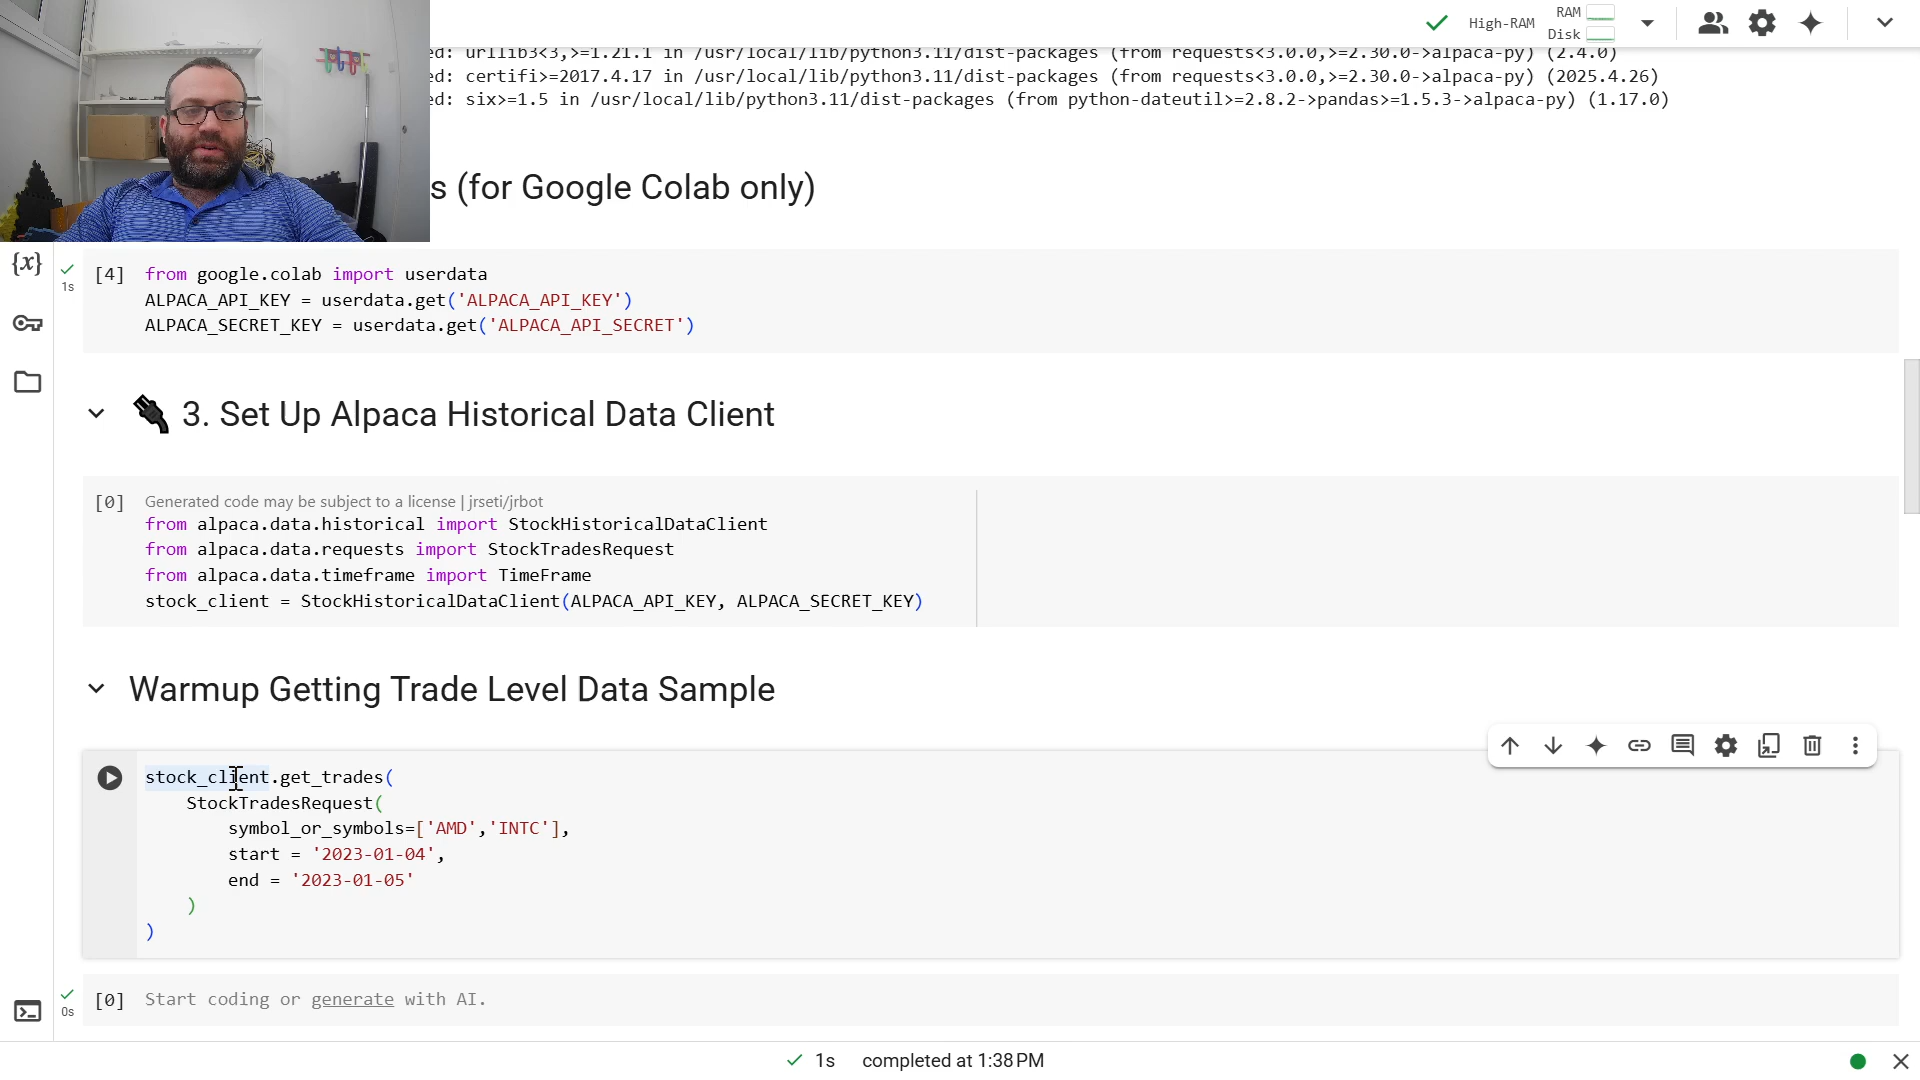 High-RAM
RAM
Disk
ed: urllib3<3,>=1.21.1 in /usr/local/lib/python3.11/dist-packages (from requests<3.0.0,>=2.30.0->alpaca-py) (2.4.0)
ed: certifi>=2017.4.17 in /usr/local/lib/python3.11/dist-packages (from requests<3.0.0,>=2.30.0->alpaca-py) (2025.4.26)
ed: six>=1.5 in /usr/local/lib/python3.11/dist-packages (from python-dateutil>=2.8.2->pandas>=1.5.3->alpaca-py) (1.17.0)
s (for Google Colab only)
{x}
1s
[4]
from google.colab import userdata
ALPACA_API_KEY = userdata.get('ALPACA_API_KEY')
ALPACA_SECRET_KEY = userdata.get('ALPACA_API_SECRET')
3. Set Up Alpaca Historical Data Client
[0]
Generated code may be subject to a license | jrseti/jrbot
from alpaca.data.historical import StockHistoricalDataClient
from alpaca.data.requests import StockTradesRequest
from alpaca.data.timeframe import TimeFrame
stock_client = StockHistoricalDataClient(ALPACA_API_KEY, ALPACA_SECRET_KEY)
Warmup Getting Trade Level Data Sample
stock_client.get_trades(
StockTradesRequest(
symbol_or_symbols=['AMD','INTC'],
start = '2023-01-04',
end = '2023-01-05'
)
)
0s
[0]
Start coding or generate with AI.
1s completed at 1:38 PM